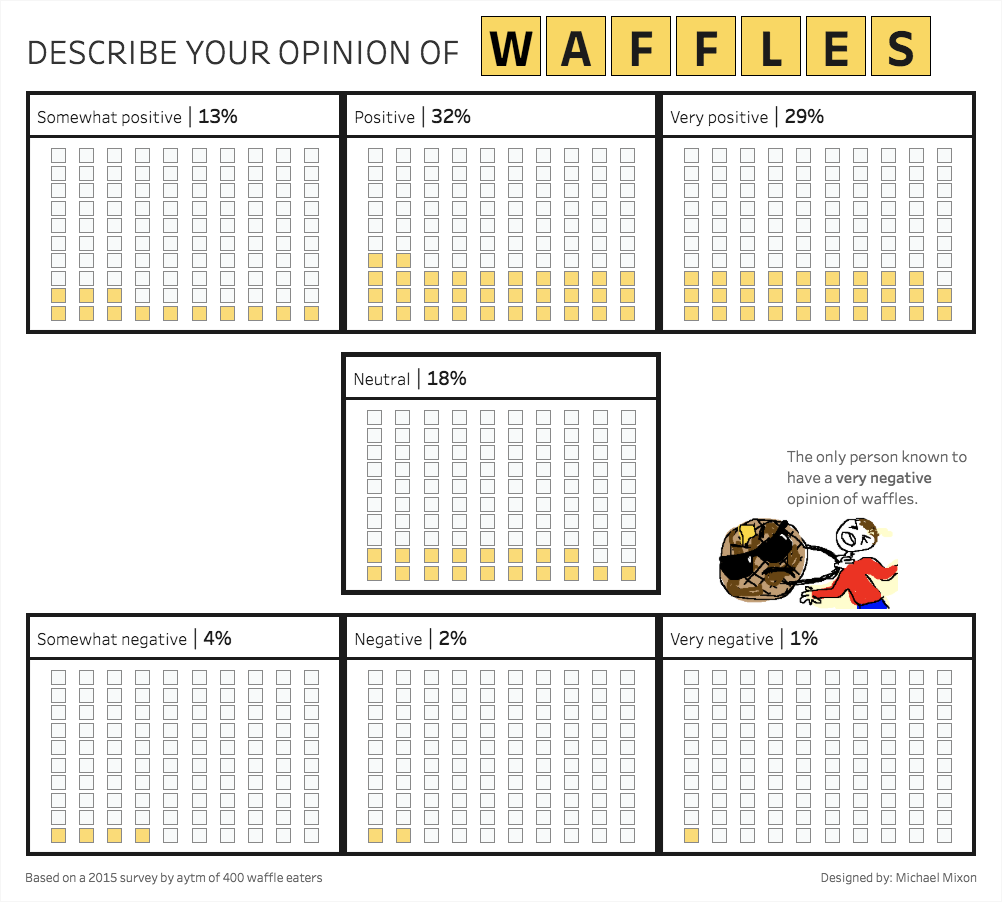 DESCRIBE YOUR OPINION OF WAFFLES
Somewhat positive | 13%
Positive | 32%
Very positive | 29%
Neutral | 18%
The only person known to
have a very negative
opinion of waffles.
Somewhat negative | 4%
Negative | 2%
Very negative | 1%
Based on a 2015 survey by aytm of 400 waffle eaters
Designed by: Michael Mixon